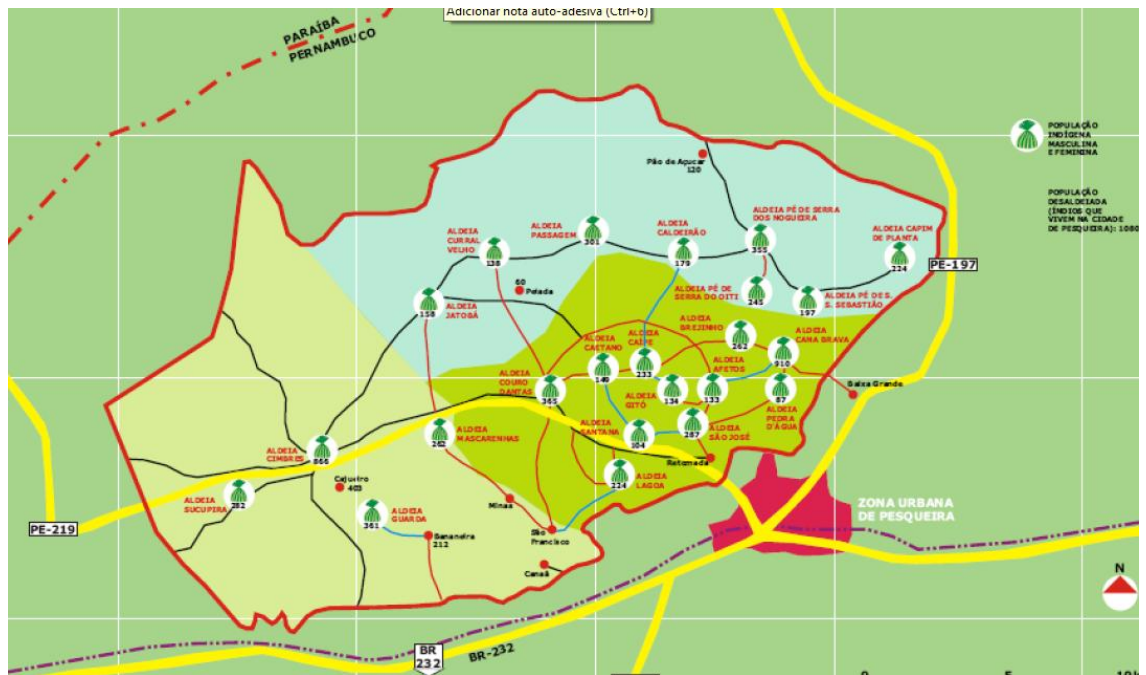 Adicionar nota auto-adesiva (Ctrl+6)
PARAÍBA
PERNAMBUCO
POPULAÇÃO
INDÍGENA
MASCULINA
E FEMININA
Pão de Açucar
120
POPULAÇÃO
DESALDEIADA
(ÍNDIOS QUE
VIVEM NA CIDADE
DE PESQUEIRA): 1080
ALDEIA
CURRAL
VELHO
138
ALDEIA
PASSAGEM
301
ALDEIA
CALDEIRÃO
179
ALDEIA PÉ DE SERRA
DOS NOGUEIRA
355
ALDEIA CAPIM
DE PLANTA
224
PE-197
60
Peiada
158
ALDEIA
JATOBÁ
ALDEIA PÉ DE
SERRA DO OITI
245
ALDEIA PÉ DE S.
S. SEBASTIÃO
197
ALDEIA
BREJINHO
262
ALDEIA
CANA BRAVA
910
ALDEIA
CAETANO
149
ALDEIA
CAÍPE
233
ALDEIA
AFETOS
133
ALDEIA
COURO
DANTAS
365
ALDEIA
GITÓ
134
87
ALDEIA
PEDRA
D'ÁGUA
Baixa Grande
ALDEIA
SANTANA
104
287
ALDEIA
SÃO JOSÉ
262
ALDEIA
MASCARENHAS
ALDEIA
CIMBRES
866
Retomada
Cajueiro
403
224
ALDEIA
LAGOA
ALDEIA
SUCUPIRA
282
361
ALDEIA
GUARDA
Minas
ZONA URBANA
DE PESQUEIRA
PE-219
Bananeira
212
São
Francisco
Canaã
N
BR
232
BR-232
0
5